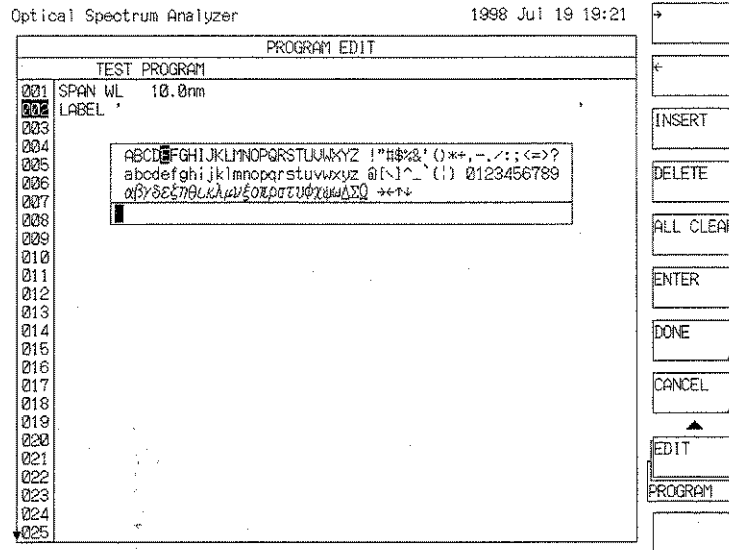 Optical Spectrum Analyzer 1998 Jul 19 19:21
PROGRAM EDIT
TEST PROGRAM
001 SPAN WL 10.0nm
002 LABEL ' '
003
004
005
006
007
008
009
010
011
012
013
014
015
016
017
018
019
020
021
022
023
024
025
ABCDEFGHIJKLMNOPQRSTUVWXYZ !"#$%&'()*+,-./:;<=>?
abcdefghijklmnopqrstuvwxyz @[\]^_`{¦} 0123456789
αβγδεξηθικλμνξοπρστυφχψωΔΣΩ →←↑↓
→
←
INSERT
DELETE
ALL CLEAR
ENTER
DONE
CANCEL
EDIT
PROGRAM